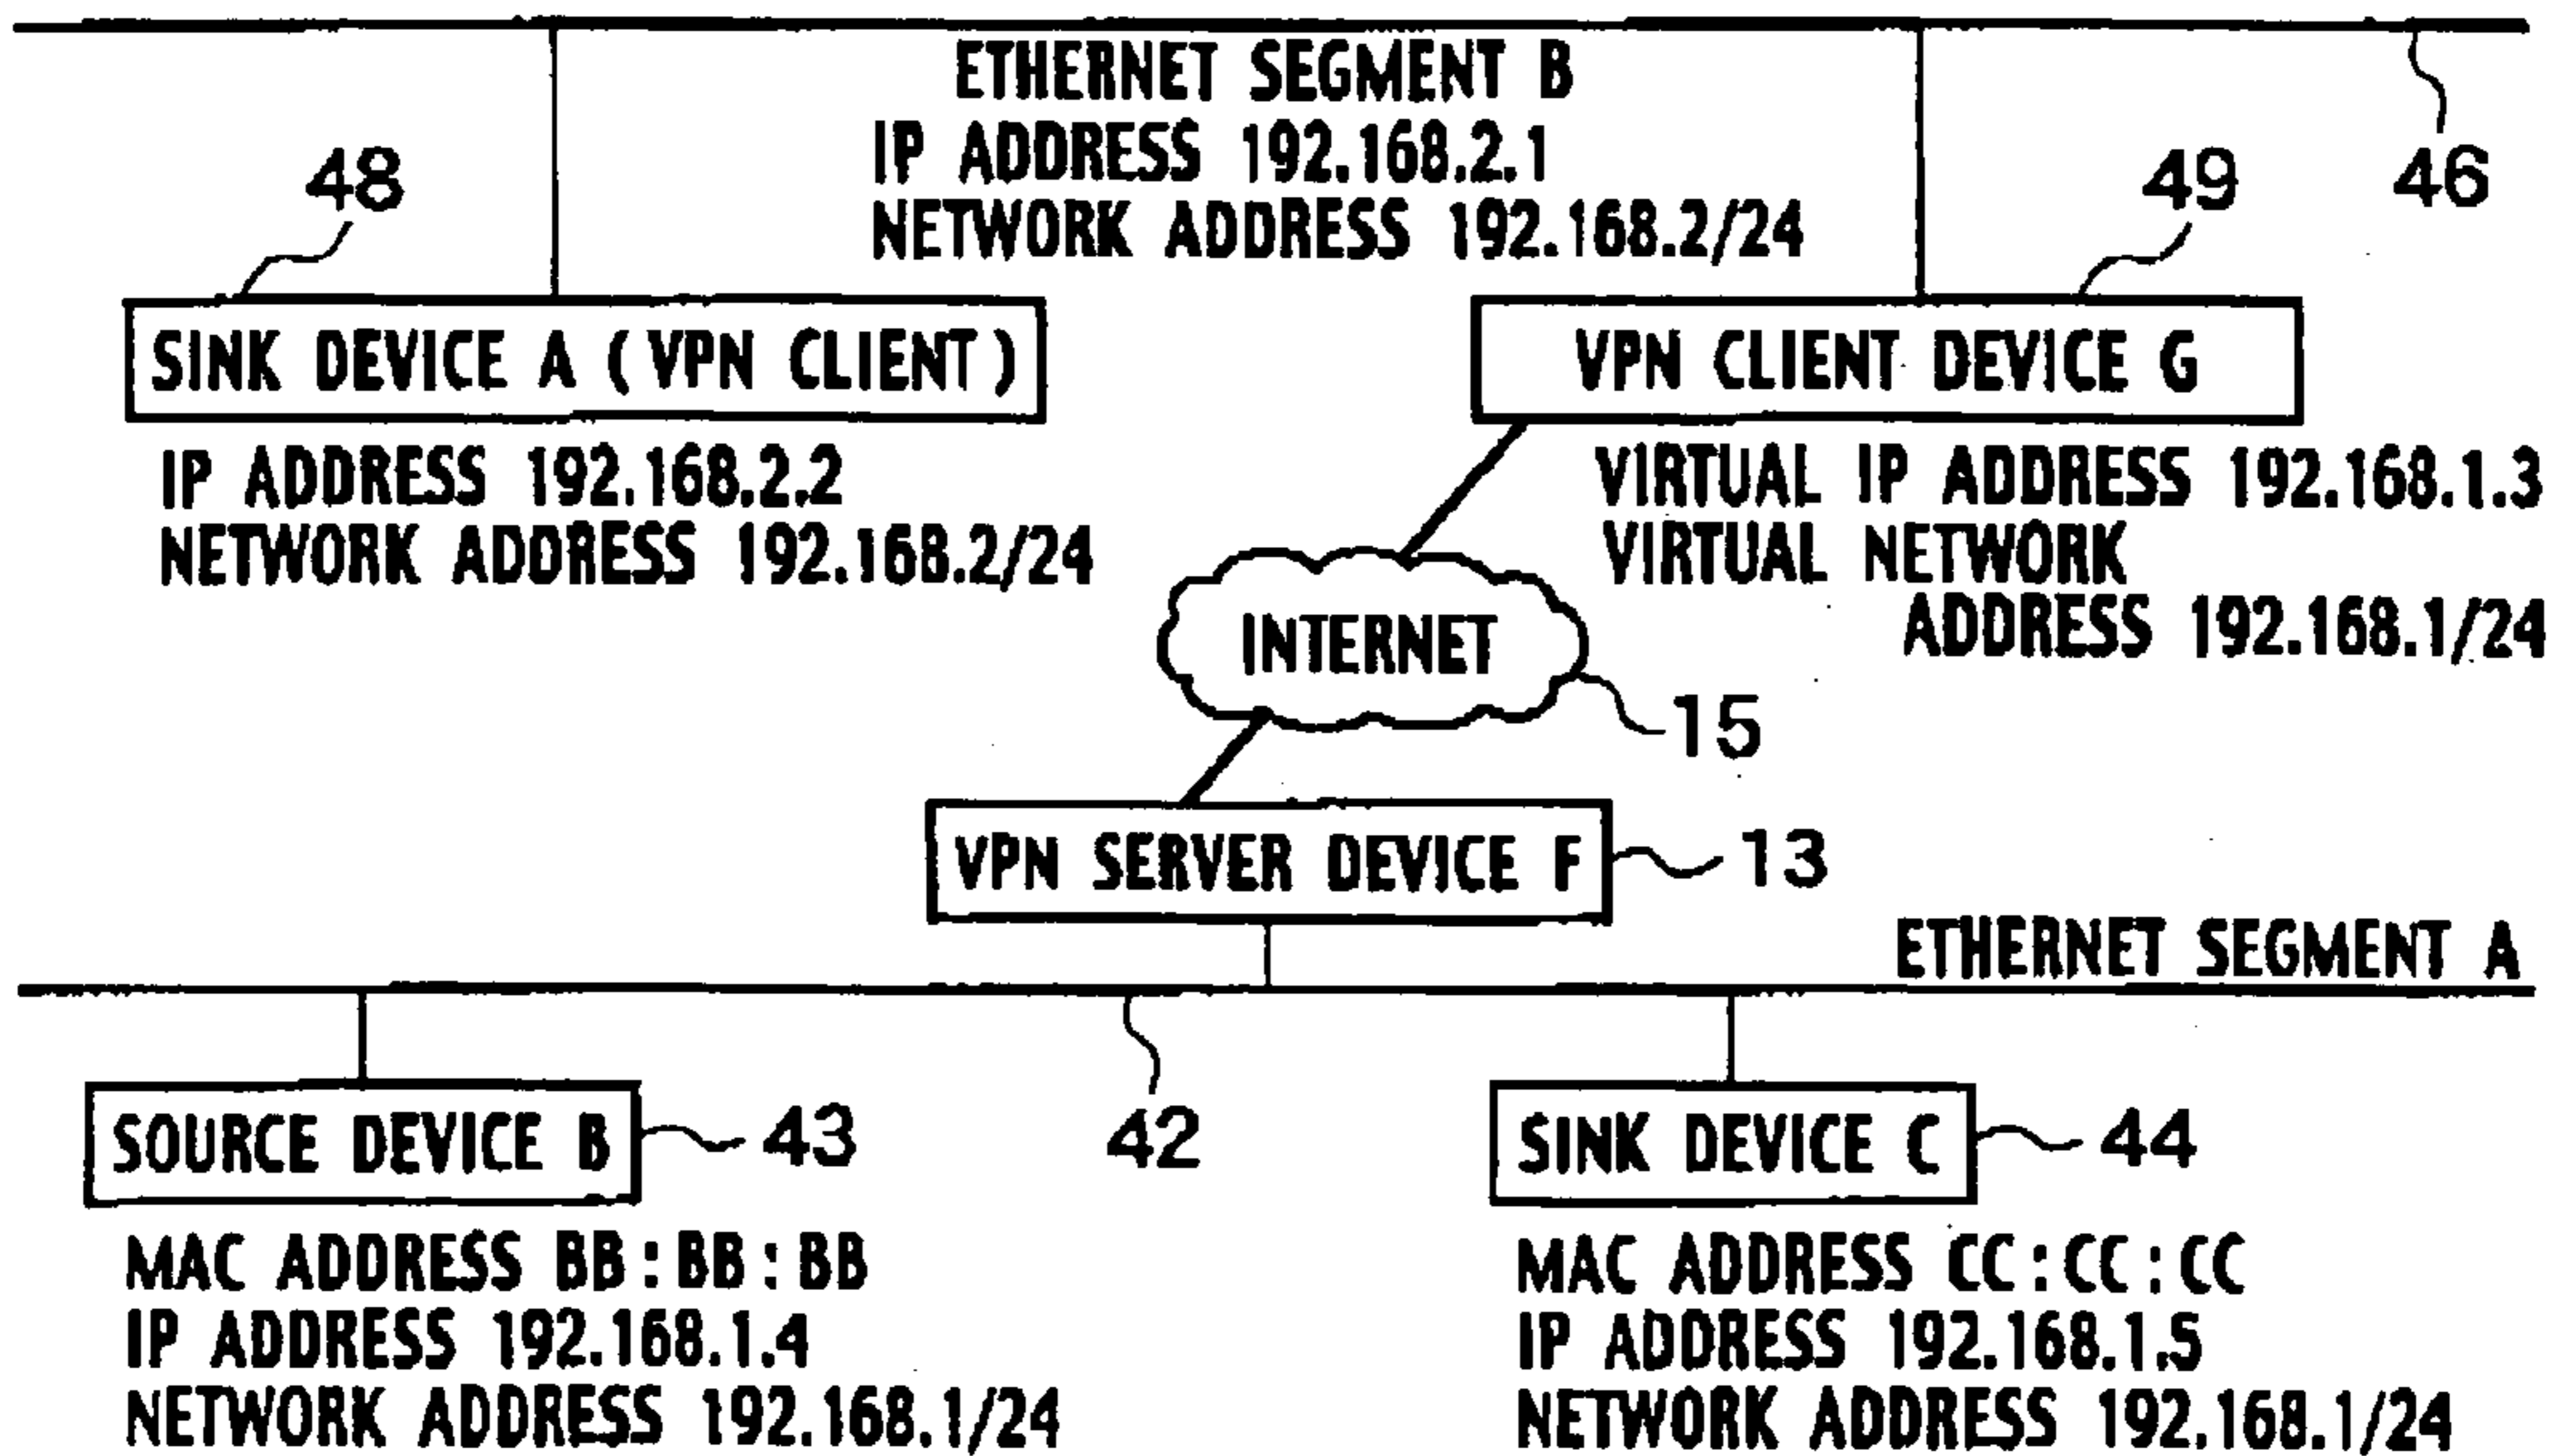 ETHERNET SEGMENT B
IP ADDRESS 192.168.2.1
NETWORK ADDRESS 192.168.2/24
46
48
49
SINK DEVICE A (VPN CLIENT)
IP ADDRESS 192.168.2.2
NETWORK ADDRESS 192.168.2/24
VPN CLIENT DEVICE G
VIRTUAL IP ADDRESS 192.168.1.3
VIRTUAL NETWORK
ADDRESS 192.168.1/24
INTERNET
15
VPN SERVER DEVICE F
13
ETHERNET SEGMENT A
42
SOURCE DEVICE B
43
MAC ADDRESS BB:BB:BB
IP ADDRESS 192.168.1.4
NETWORK ADDRESS 192.168.1/24
SINK DEVICE C
44
MAC ADDRESS CC:CC:CC
IP ADDRESS 192.168.1.5
NETWORK ADDRESS 192.168.1/24